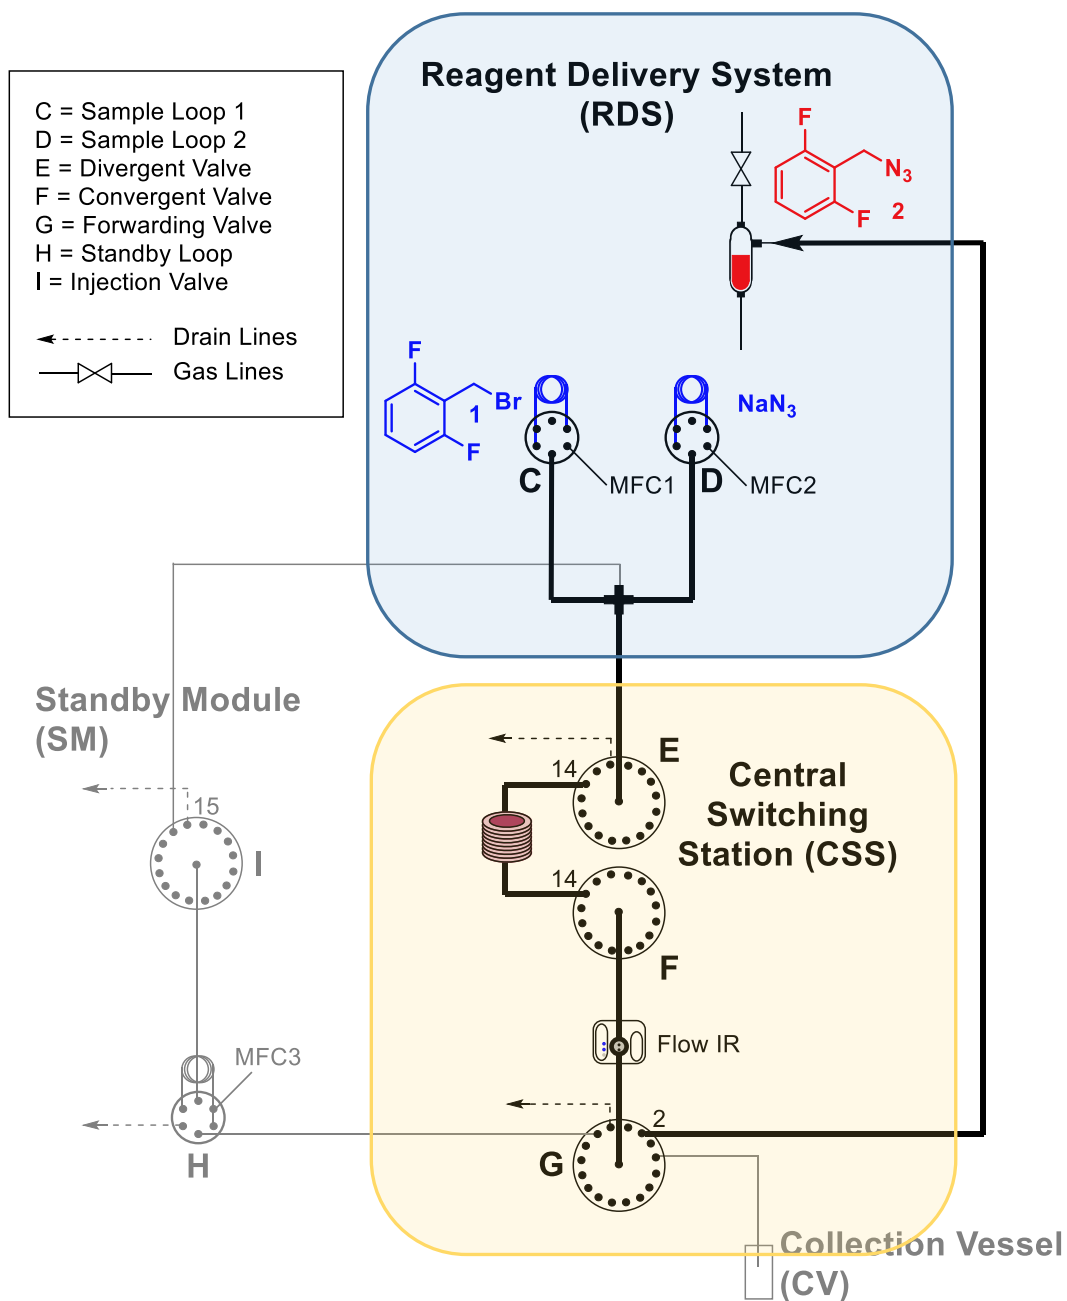 Reagent Delivery System
(RDS)
C = Sample Loop 1
D = Sample Loop 2
E = Divergent Valve
F = Convergent Valve
G = Forwarding Valve
H = Standby Loop
I = Injection Valve
Drain Lines
Gas Lines
F
N3
F
2
F
Br
1
F
NaN3
C
MFC1
D
MFC2
Standby Module
(SM)
15
I
MFC3
H
E
14
Central
Switching
Station (CSS)
14
F
Flow IR
2
G
Collection Vessel
(CV)